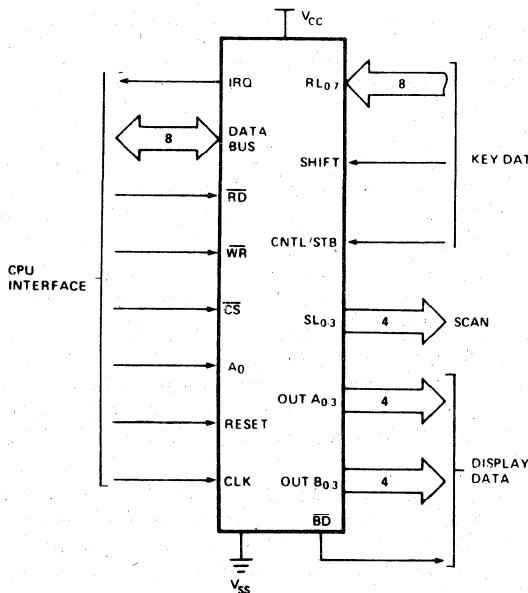 VCC
IRQ
RL0-7
8
DATA
BUS
8
SHIFT
KEY DAT
RD
CNTL/STB
WR
CPU
INTERFACE
CS
SL0-3
4
SCAN
A0
OUT A0-3
4
RESET
DISPLAY
DATA
CLK
OUT B0-3
4
BD
VSS